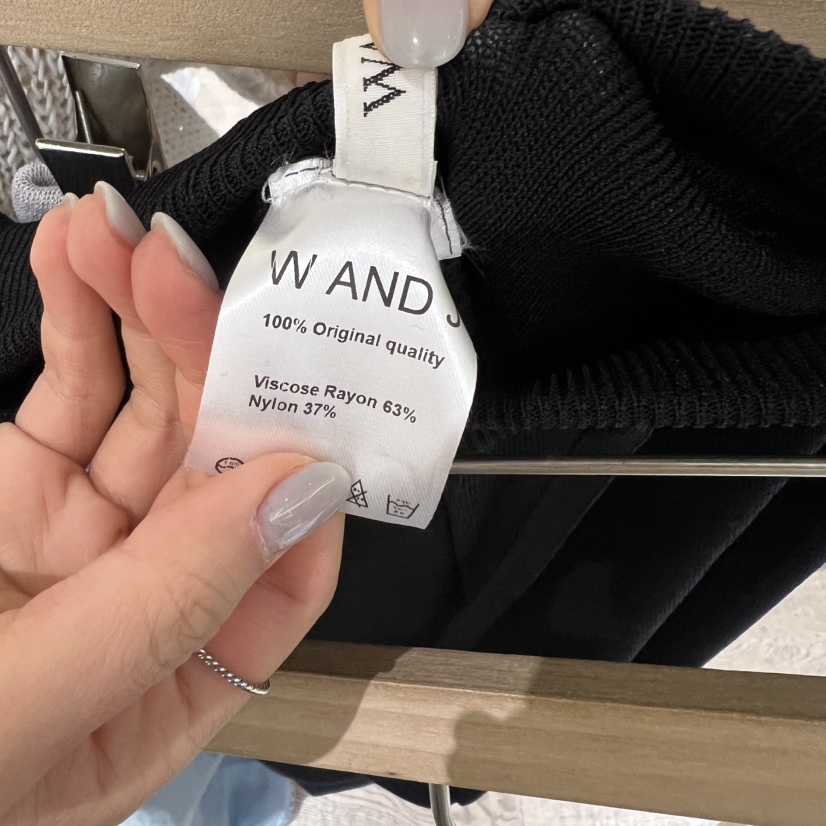 W
W AND J
100% Original quality
Viscose Rayon 63%
Nylon 37%